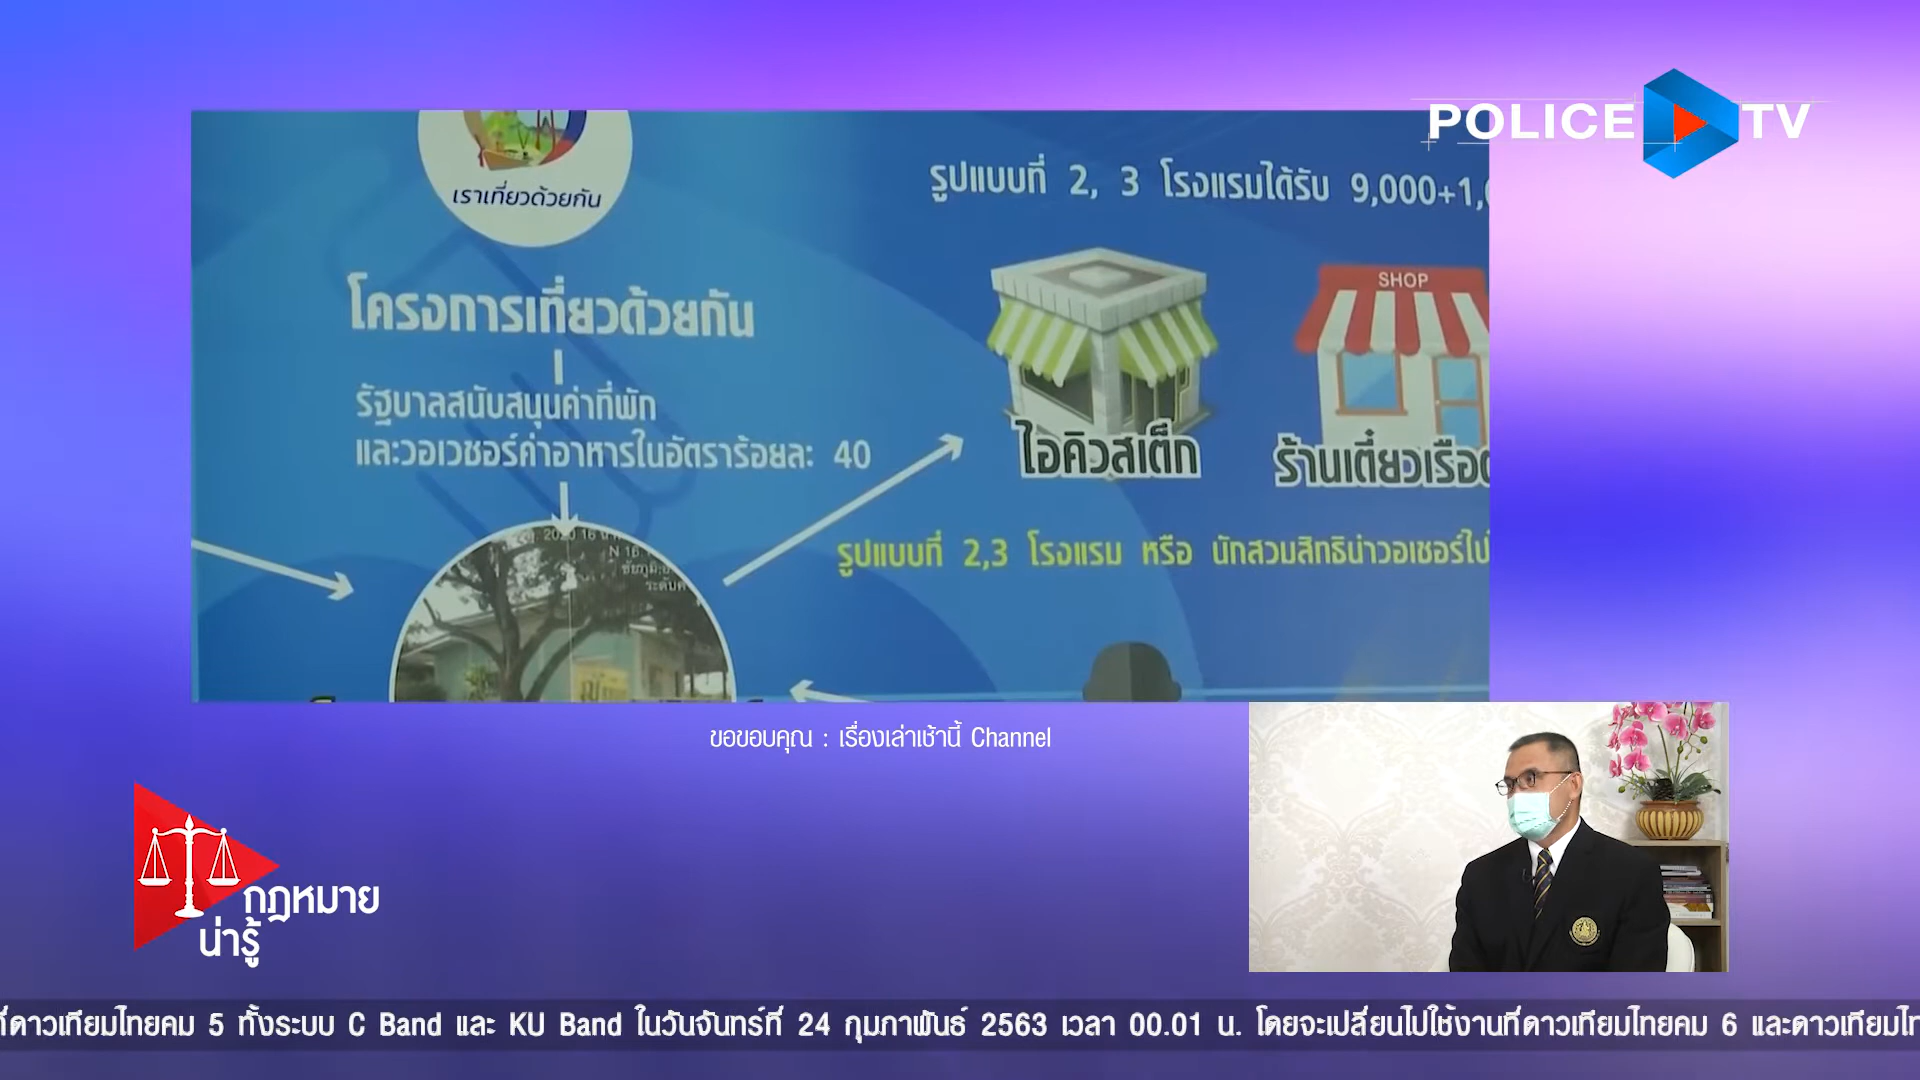 POLICE TV
เราเที่ยวด้วยกัน
รูปแบบที่ 2, 3 โรงแรมได้รับ 9,000+1,
โครงการเที่ยวด้วยกัน
รัฐบาลสนับสนุนค่าที่พัก
และวอเวชอร์ค่าอาหารในอัตราร้อยละ 40
SHOP
ไอคิวสเต็ก
ร้านเตี๋ยวเรือ
รูปแบบที่ 2,3 โรงแรม หรือ นักสวมสิทธินำวอเชอร์ไป
N 16.
ขอขอบคุณ : เรื่องเล่าเช้านี้ Channel
กฎหมาย
น่ารู้
ที่ดาวเทียมไทยคม 5 ทั้งระบบ C Band และ KU Band ในวันจันทร์ที่ 24 กุมภาพันธ์ 2563 เวลา 00.01 น. โดยจะเปลี่ยนไปใช้งานที่ดาวเทียมไทยคม 6 และดาวเทียม